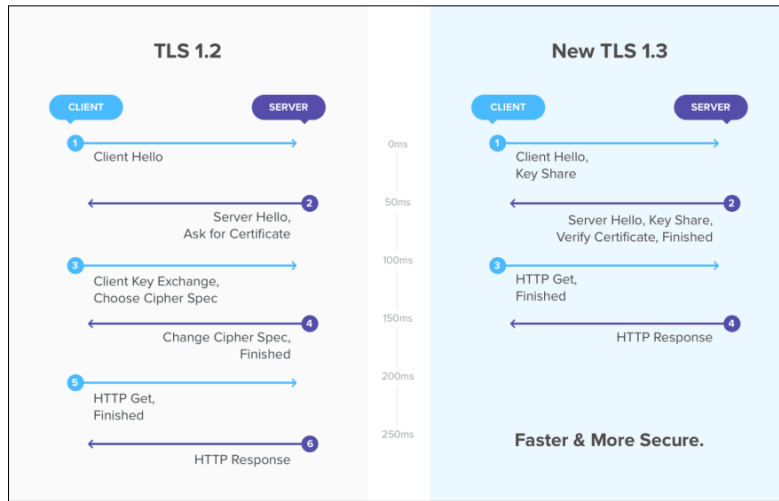 TLS 1.2
CLIENT
SERVER
1
Client Hello
2
Server Hello,
Ask for Certificate
3
Client Key Exchange,
Choose Cipher Spec
4
Change Cipher Spec,
Finished
5
HTTP Get,
Finished
6
HTTP Response
0ms
50ms
100ms
150ms
200ms
250ms
New TLS 1.3
CLIENT
SERVER
1
Client Hello,
Key Share
2
Server Hello, Key Share,
Verify Certificate, Finished
3
HTTP Get,
Finished
4
HTTP Response
Faster & More Secure.